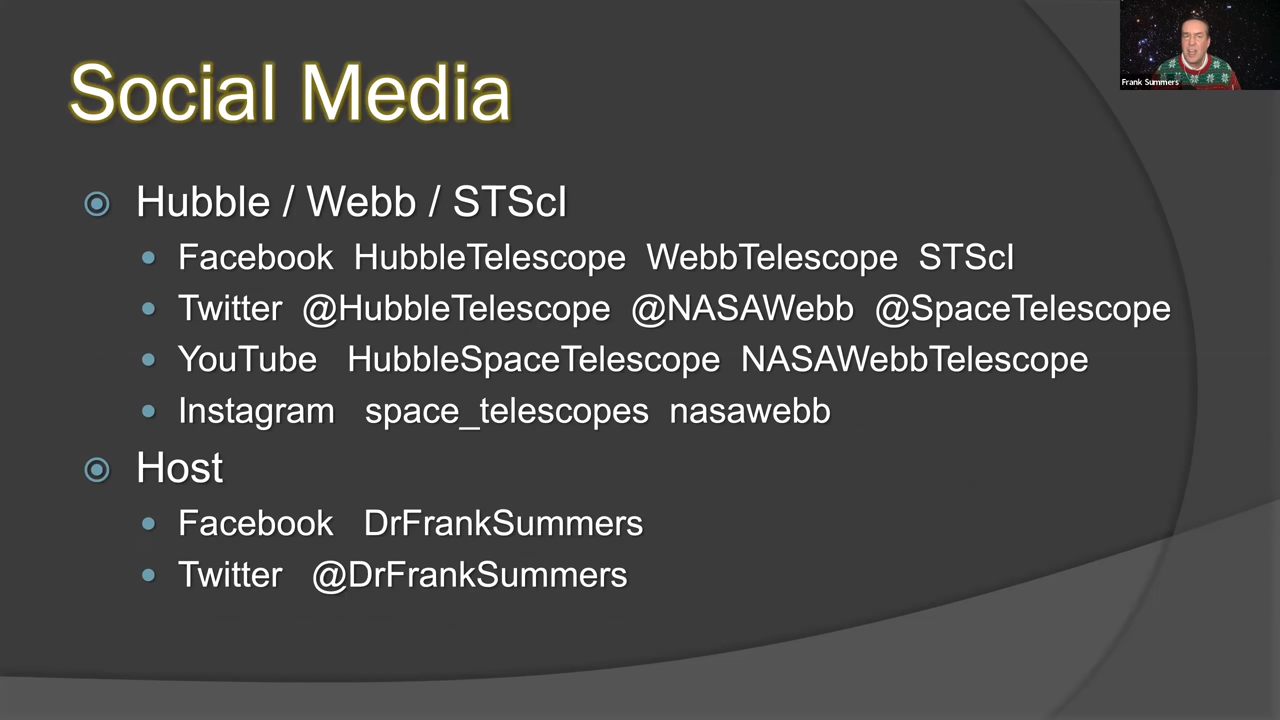 Social Media
Frank Summers
Hubble / Webb / STScI
Facebook HubbleTelescope WebbTelescope STScI
Twitter @HubbleTelescope @NASAWebb @SpaceTelescope
YouTube HubbleSpaceTelescope NASAWebbTelescope
Instagram space_telescopes nasawebb
Host
Facebook DrFrankSummers
Twitter @DrFrankSummers